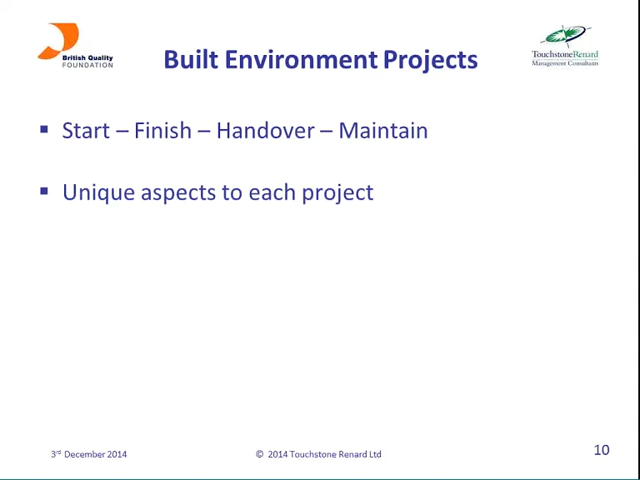 British Quality
FOUNDATION
Built Environment Projects
TouchstoneRenard
Management Consultants
Start – Finish – Handover – Maintain
Unique aspects to each project
3rd December 2014
© 2014 Touchstone Renard Ltd
10